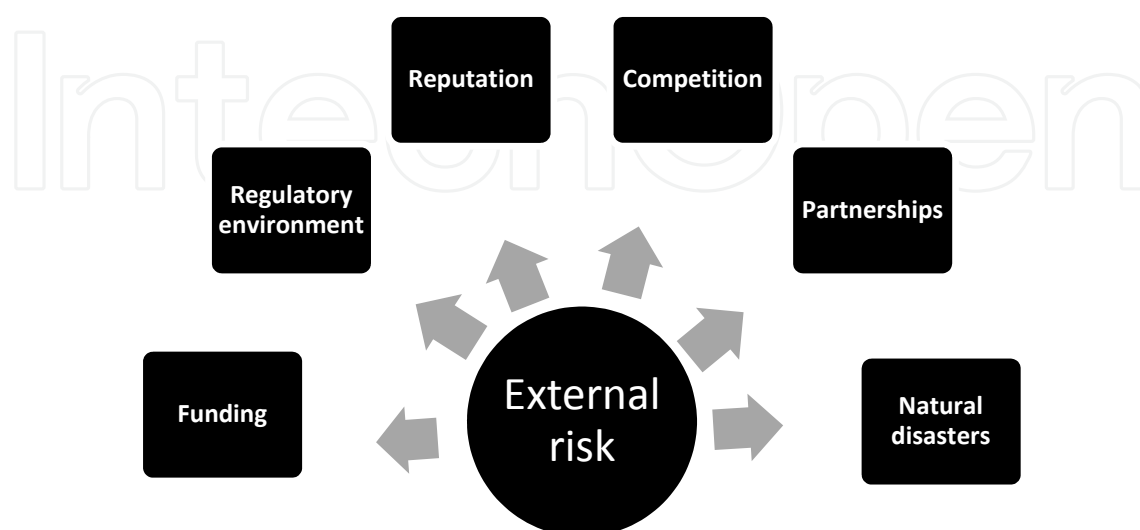 IntechOpen
Reputation
Competition
Regulatory
environment
Partnerships
Funding
External
risk
Natural
disasters